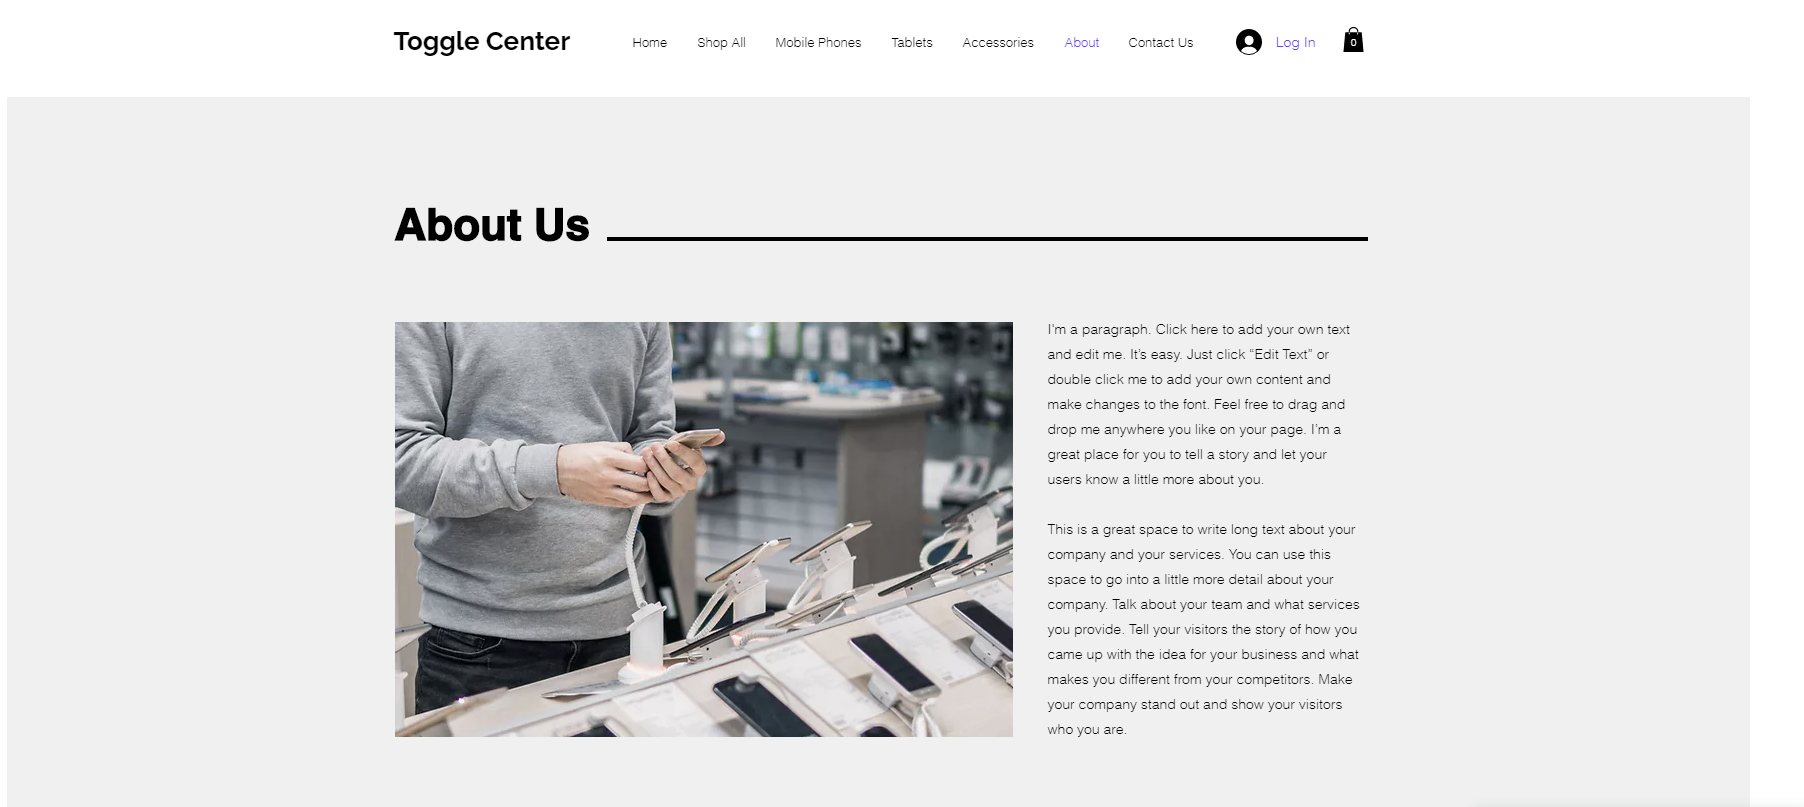 Toggle Center
Home
Shop All
Mobile Phones
Tablets
Accessories
About
Contact Us
Log In
0
About Us
I'm a paragraph. Click here to add your own text
and edit me. It's easy. Just click “Edit Text” or
double click me to add your own content and
make changes to the font. Feel free to drag and
drop me anywhere you like on your page. I'm a
great place for you to tell a story and let your
users know a little more about you.
This is a great space to write long text about your
company and your services. You can use this
space to go into a little more detail about your
company. Talk about your team and what services
you provide. Tell your visitors the story of how you
came up with the idea for your business and what
makes you different from your competitors. Make
your company stand out and show your visitors
who you are.